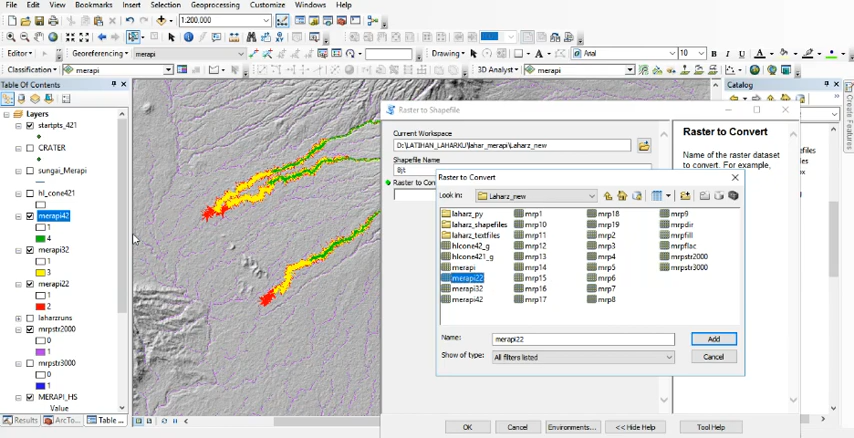 File Edit View Bookmarks Insert Selection Geoprocessing Customize Windows Help
1:200.000
Editor Georeferencing merapi Drawing Arial 10 B I U A
Classification merapi 3D Analyst merapi
Table Of Contents
Layers
startpts_421
CRATER
sungai_Merapi
hl_cone421
merapi42
1
4
merapi32
1
3
merapi22
1
2
laharzruns
mrpstr2000
0
1
mrpstr3000
0
1
MERAPI_HS
Value
Results ArcTo... Table ...
Raster to Shapefile
Current Workspace
D:\LATIHAN_LAHARKU\lahar_merapi\Laharz_new
Shapefile Name
8jt
Raster to Con
Raster to Convert
Look in: Laharz_new
laharz_py mrp1 mrp18 mrp9
laharz_shapefiles mrp10 mrp19 mrpdir
laharz_textfiles mrp11 mrp2 mrpfill
hlcone42_g mrp12 mrp3 mrpflac
hlcone421_g mrp13 mrp4 mrpstr2000
merapi mrp14 mrp5 mrpstr3000
merapi22 mrp15 mrp6
merapi32 mrp16 mrp7
merapi42 mrp17 mrp8
Name: merapi22 Add
Show of type: All filters listed Cancel
OK Cancel Environments... << Hide Help Tool Help
Raster to Convert
Name of the raster dataset
to convert. For example,
Catalog
Create Features